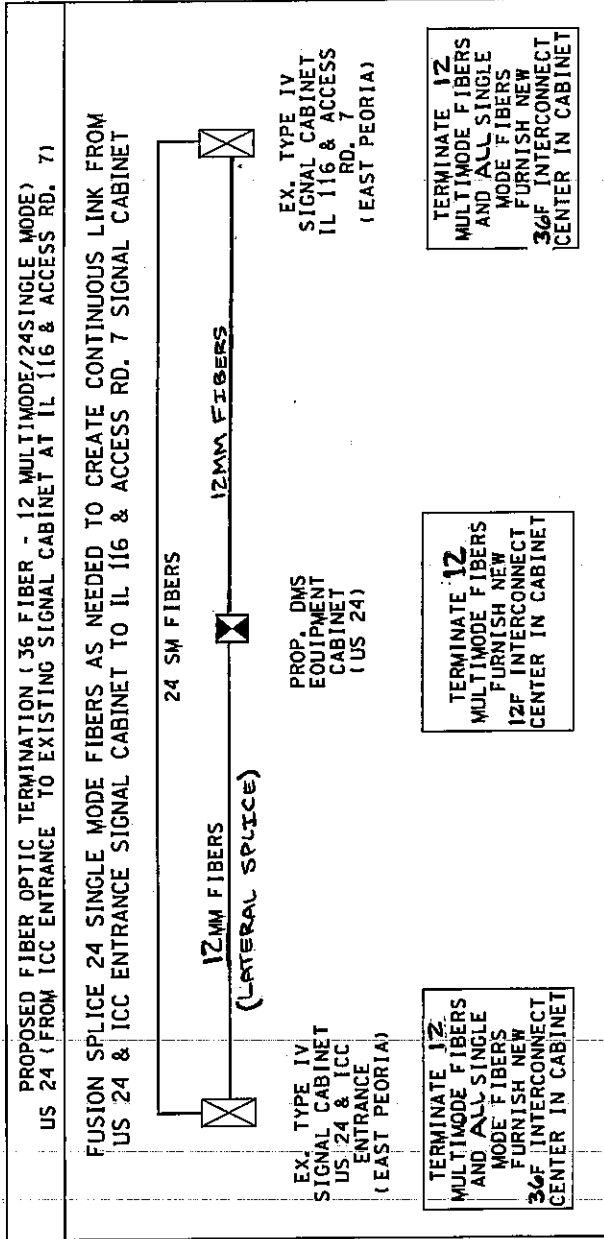 PROPOSED FIBER OPTIC TERMINATION (36 FIBER - 12 MULTIMODE/24SINGLE MODE)
US 24 (FROM ICC ENTRANCE TO EXISTING SIGNAL CABINET AT IL 116 & ACCESS RD. 7)
FUSION SPLICE 24 SINGLE MODE FIBERS AS NEEDED TO CREATE CONTINUOUS LINK FROM
US 24 & ICC ENTRANCE SIGNAL CABINET TO IL 116 & ACCESS RD. 7 SIGNAL CABINET
24 SM FIBERS
12MM FIBERS
(LATERAL SPLICE)
12MM FIBERS
EX. TYPE IV
SIGNAL CABINET
US 24 & ICC
ENTRANCE
(EAST PEORIA)
PROP. DMS
EQUIPMENT
CABINET
(US 24)
EX. TYPE IV
SIGNAL CABINET
IL 116 & ACCESS
RD. 7
(EAST PEORIA)
TERMINATE 12
MULTIMODE FIBERS
AND ALL SINGLE
MODE FIBERS
FURNISH NEW
36F INTERCONNECT
CENTER IN CABINET
TERMINATE 12
MULTIMODE FIBERS
FURNISH NEW
12F INTERCONNECT
CENTER IN CABINET
TERMINATE 12
MULTIMODE FIBERS
AND ALL SINGLE
MODE FIBERS
FURNISH NEW
36F INTERCONNECT
CENTER IN CABINET